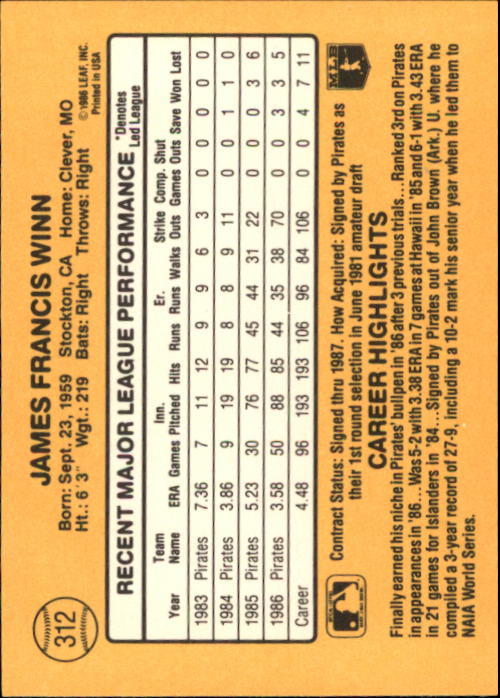 312
JAMES FRANCIS WINN
Born: Sept. 23, 1959 Stockton, CA Home: Clever, MO
Ht.: 6'3" Wgt.: 219 Bats: Right Throws: Right
©1986 LEAF, INC.
Printed in USA
RECENT MAJOR LEAGUE PERFORMANCE
*Denotes
Led League
Team Inn. Er. Strike Comp. Shut
Year Name ERA Games Pitched Hits Runs Runs Walks Outs Games Outs Save Won Lost
1983 Pirates 7.36 7 11 12 9 9 6 3 0 0 0 0 0
1984 Pirates 3.86 9 19 19 8 8 9 11 0 0 1 1 0
1985 Pirates 5.23 30 76 77 45 44 31 22 0 0 0 3 6
1986 Pirates 3.58 50 88 85 44 35 38 70 0 0 3 3 5
Career 4.48 96 193 193 106 96 84 106 0 0 4 7 11
Contract Status: Signed thru 1987. How Acquired: Signed by Pirates as
their 1st round selection in June 1981 amateur draft
MLB
CAREER HIGHLIGHTS
Finally earned his niche in Pirates' bullpen in '86 after 3 previous trials...Ranked 3rd on Pirates
in appearances in '86...Was 5-2 with 3.38 ERA in 7 games at Hawaii in '85 and 6-1 with 3.43 ERA
in 21 games for Islanders in '84...Signed by Pirates out of John Brown (Ark.) U. where he
compiled a 3-year record of 27-9, including a 10-2 mark his senior year when he led them to
NAIA World Series.